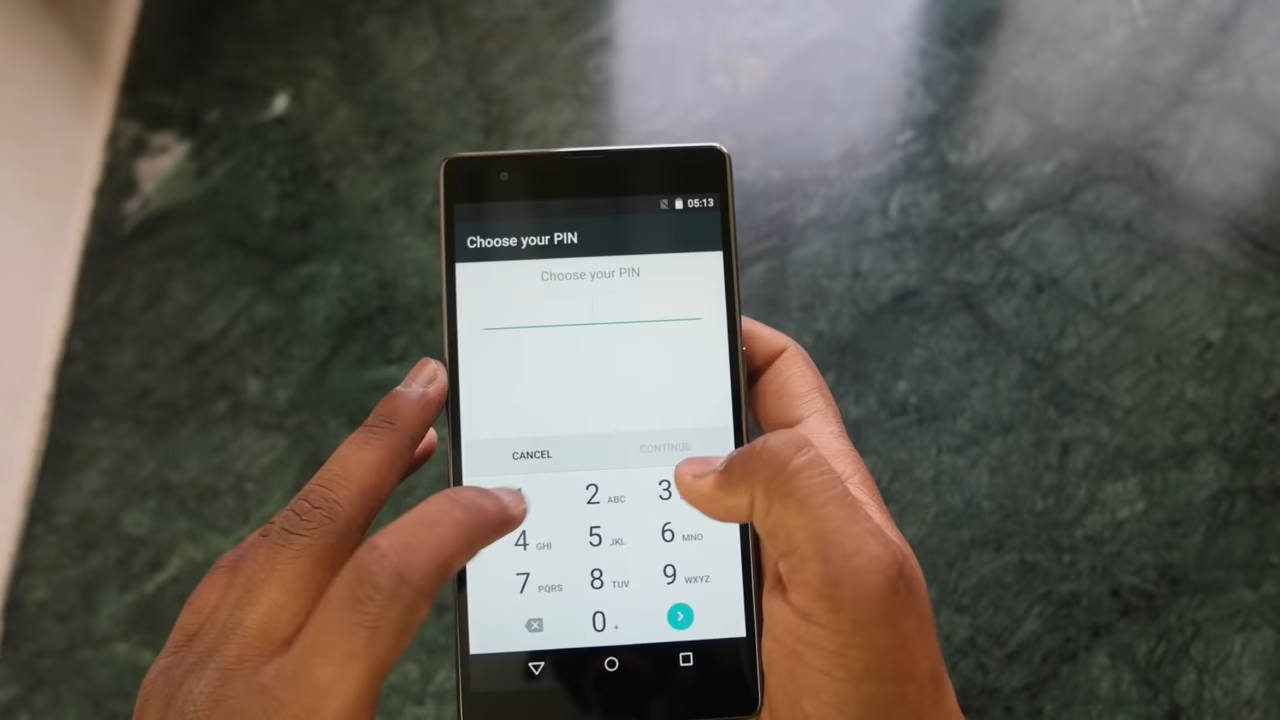 05:13
Choose your PIN
Choose your PIN
CANCEL CONTINUE
2 ABC 3
4 GHI 5 JKL 6 MNO
7 PQRS 8 TUV 9 WXYZ
0 +